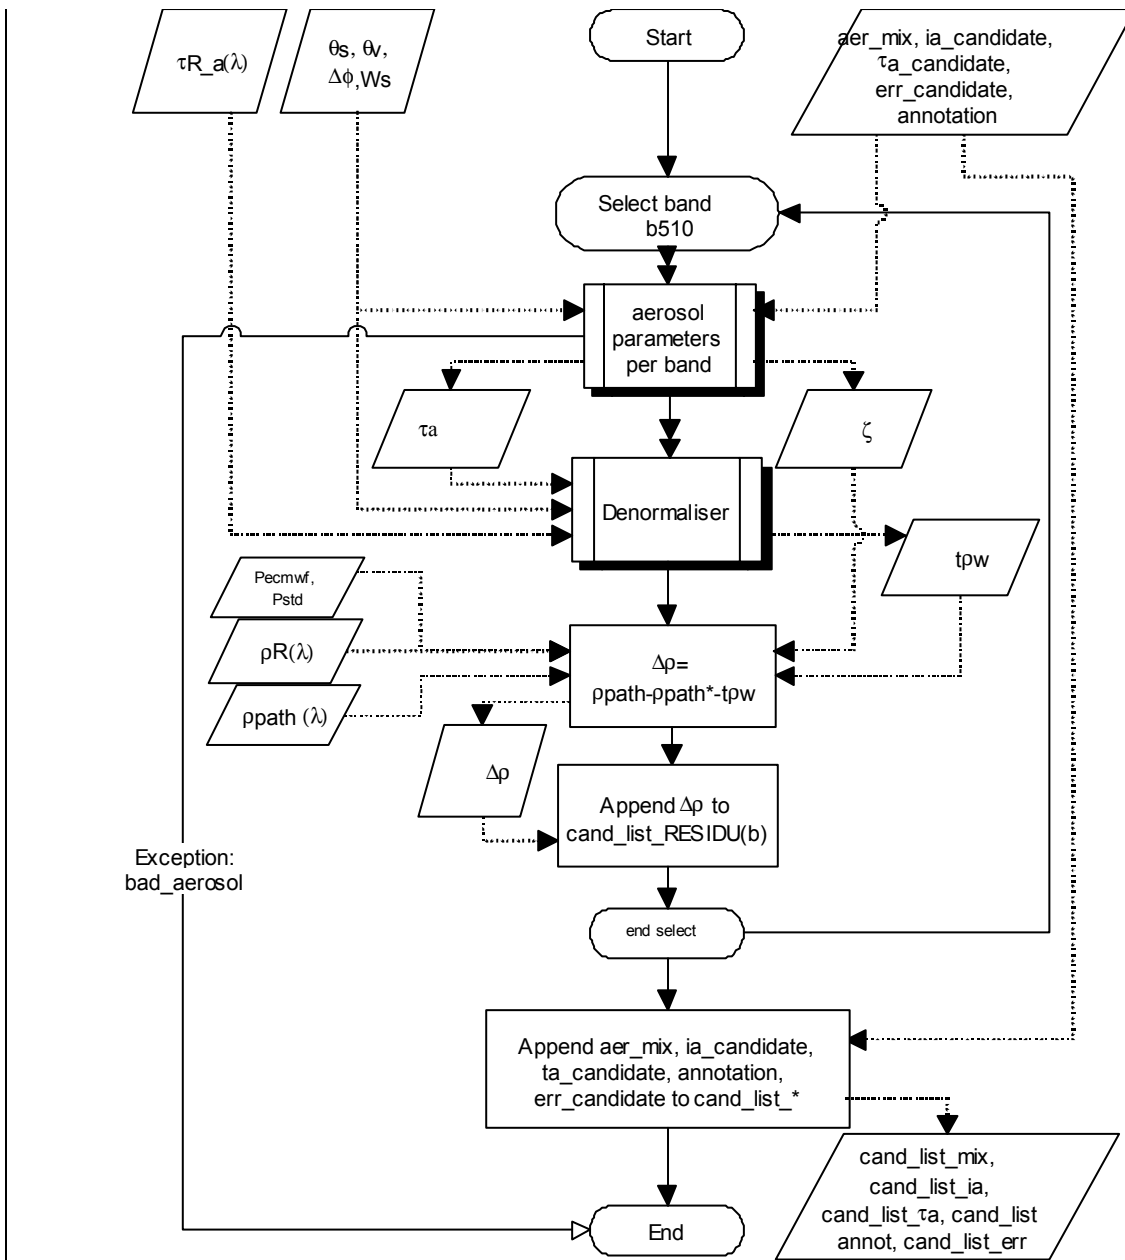 τR_a(λ)
θs, θv,
Δϕ,Ws
Start
aer_mix, ia_candidate,
τa_candidate,
err_candidate,
annotation
Select band
b510
aerosol
parameters
per band
τa
ζ
Denormaliser
tρw
Pecmwf,
Pstd
ρR(λ)
ρpath (λ)
Δρ=
ρpath-ρpath*-tρw
Δρ
Append Δρ to
cand_list_RESIDU(b)
Exception:
bad_aerosol
end select
Append aer_mix, ia_candidate,
ta_candidate, annotation,
err_candidate to cand_list_*
cand_list_mix,
cand_list_ia,
cand_list_τa, cand_list
annot, cand_list_err
End